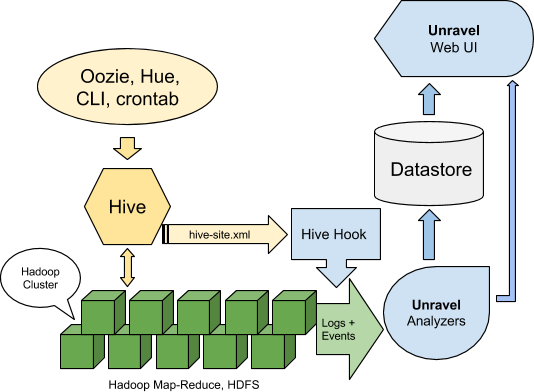 Unravel
Web UI
Oozie, Hue,
CLI, crontab
Datastore
Hive
hive-site.xml
Hive Hook
Hadoop
Cluster
Unravel
Analyzers
Logs +
Events
Hadoop Map-Reduce, HDFS